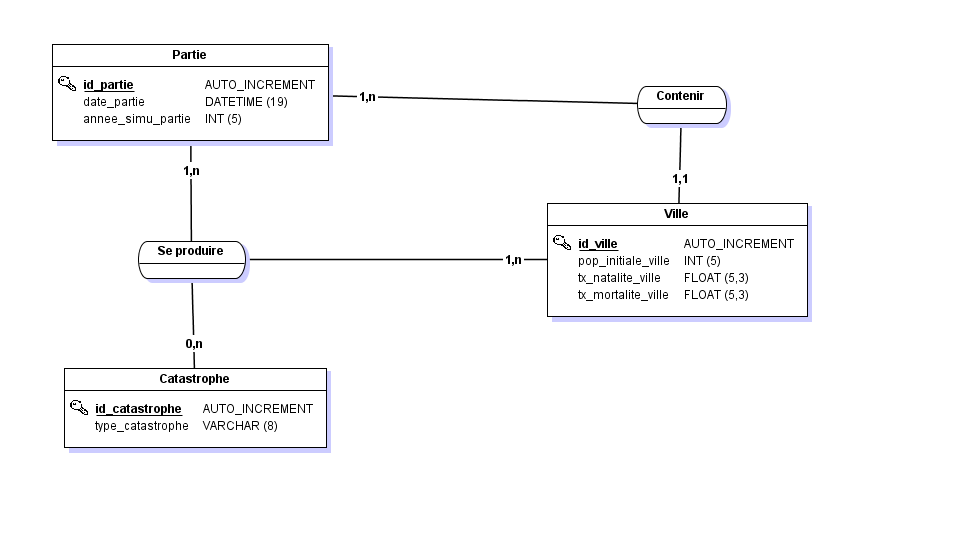 Partie
id_partie AUTO_INCREMENT
date_partie DATETIME (19)
annee_simu_partie INT (5)
1,n
Contenir
1,n
1,1
Ville
id_ville AUTO_INCREMENT
pop_initiale_ville INT (5)
tx_natalite_ville FLOAT (5,3)
tx_mortalite_ville FLOAT (5,3)
Se produire
1,n
0,n
Catastrophe
id_catastrophe AUTO_INCREMENT
type_catastrophe VARCHAR (8)